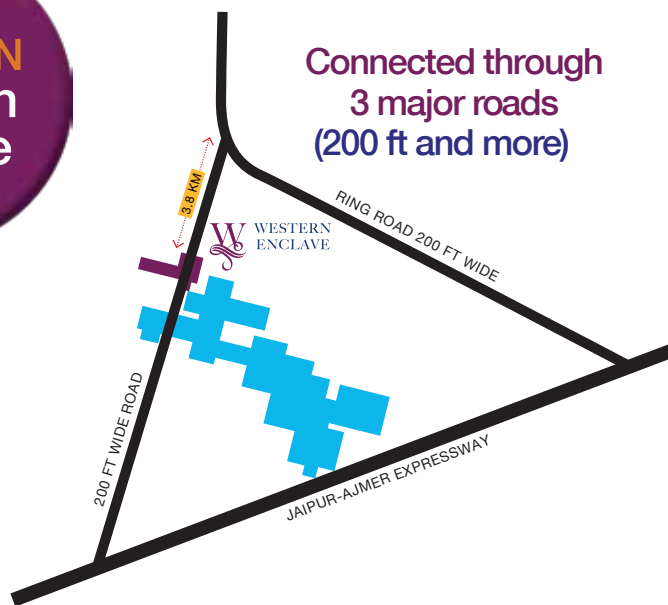 Connected through
3 major roads
(200 ft and more)
3.8 KM
W
WESTERN
ENCLAVE
RING ROAD 200 FT WIDE
200 FT WIDE ROAD
JAIPUR-AJMER EXPRESSWAY